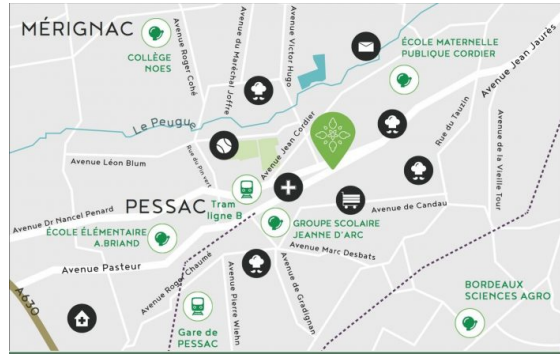 MÉRIGNAC
COLLÈGE
NOES
Avenue Roger Cohé
Avenue du Maréchal Joffre
Avenue Victor Hugo
ÉCOLE MATERNELLE
PUBLIQUE CORDIER
Avenue Jean Jaurès
Le Peugue
Avenue Léon Blum
Rue du Pin vert
Avenue Jean Cordier
Rue du Tauzin
Avenue de la Vieille Tour
PESSAC
Tram
ligne B
Avenue Dr Nancel Penard
ÉCOLE ÉLÉMENTAIRE
A.BRIAND
GROUPE SCOLAIRE
JEANNE D'ARC
Avenue de Candau
Avenue Marc Desbats
Avenue Pasteur
Avenue Roger Chaumé
Avenue Pierre Wiehn
Avenue de Gradignan
A630
Gare de
PESSAC
BORDEAUX
SCIENCES AGRO